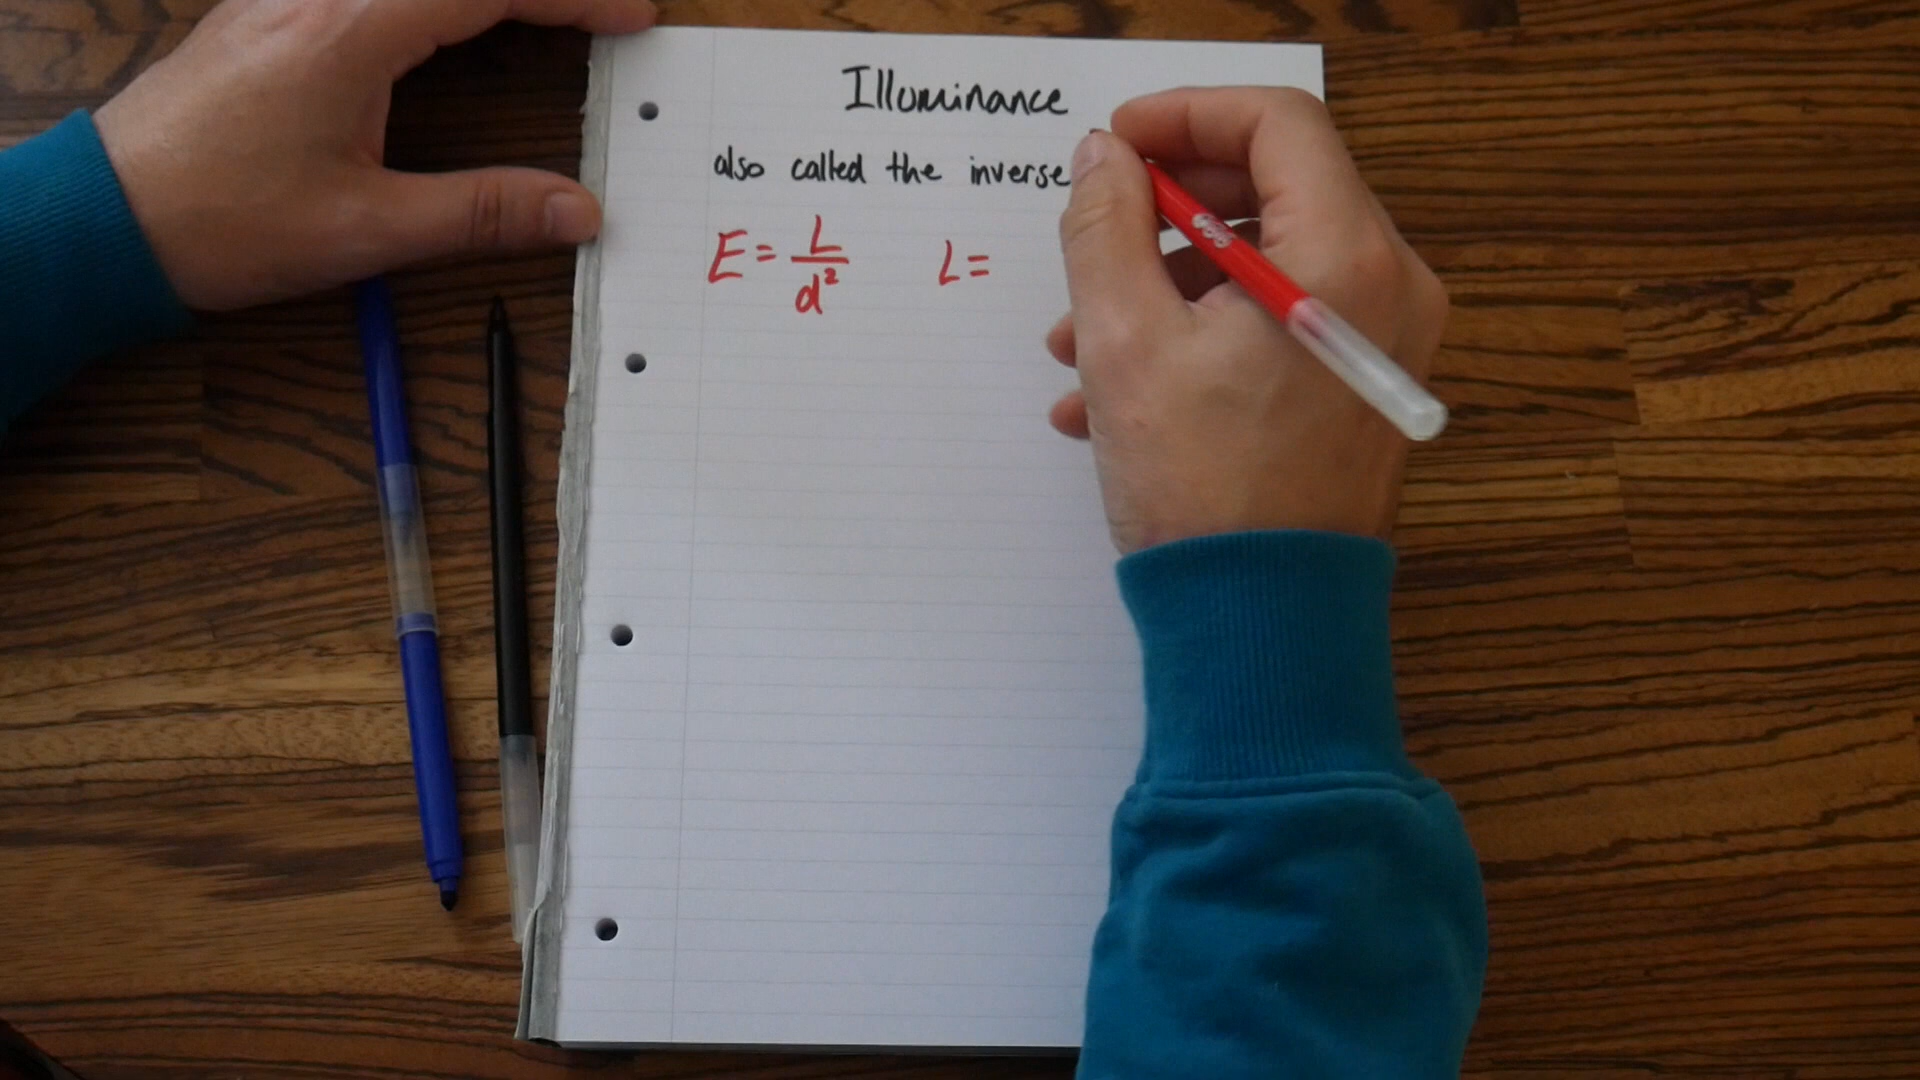 Illuminance
also called the inverse
E = L/d² L =